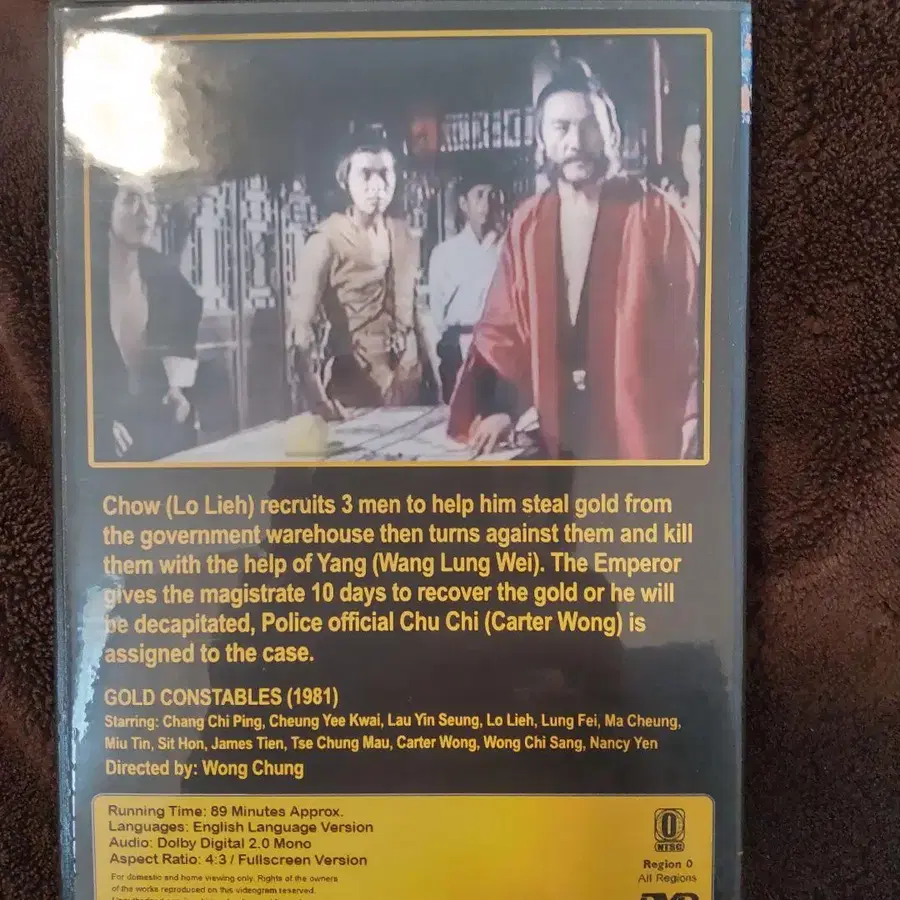 Chow (Lo Lieh) recruits 3 men to help him steal gold from
the government warehouse then turns against them and kill
them with the help of Yang (Wang Lung Wei). The Emperor
gives the magistrate 10 days to recover the gold or he will
be decapitated, Police official Chu Chi (Carter Wong) is
assigned to the case.
GOLD CONSTABLES (1981)
Starring: Chang Chi Ping, Cheung Yee Kwai, Lau Yin Seung, Lo Lieh, Lung Fei, Ma Cheung,
Miu Tin, Sit Hon, James Tien, Tse Chung Mau, Carter Wong, Wong Chi Sang, Nancy Yen
Directed by: Wong Chung
Running Time: 89 Minutes Approx.
Languages: English Language Version
Audio: Dolby Digital 2.0 Mono
Aspect Ratio: 4:3 / Fullscreen Version
For domestic and home viewing only. Rights of the owners
of the works reproduced on this videogram reserved.
0
NTSC
Region 0
All Regions